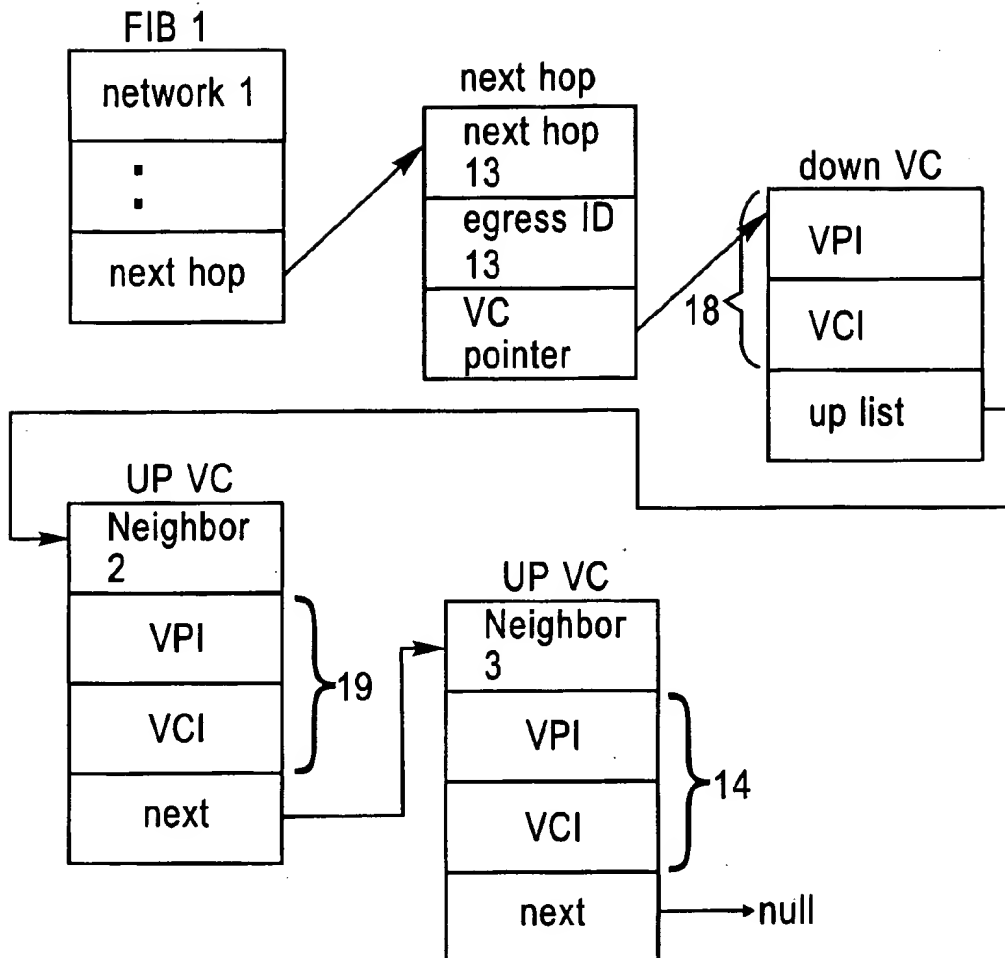 FIB 1
network 1
:
next hop
next hop
next hop
13
egress ID
13
VC
pointer
down VC
VPI
VCI
up list
18
UP VC
Neighbor
2
VPI
VCI
next
19
UP VC
Neighbor
3
VPI
VCI
next
14
null